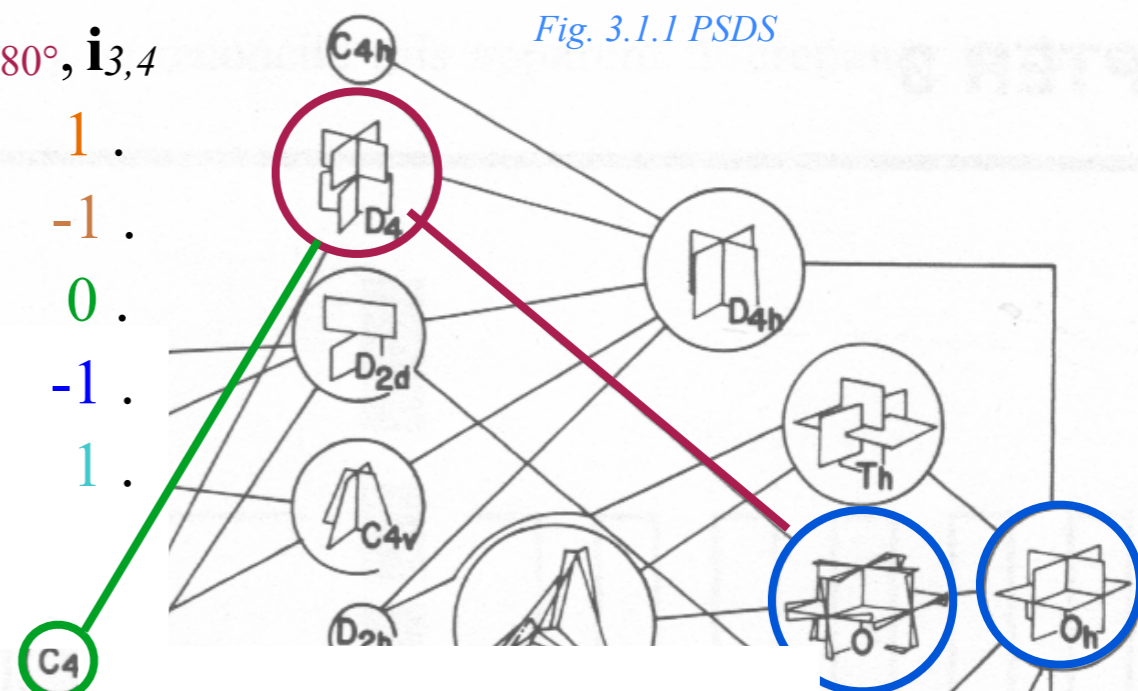 Fig. 3.1.1 PSDS
80°, i3,4
1 .
-1 .
0 .
-1 .
1 .
C4h
D4
D4h
D2d
Th
C4v
D2h
O
Oh
C4